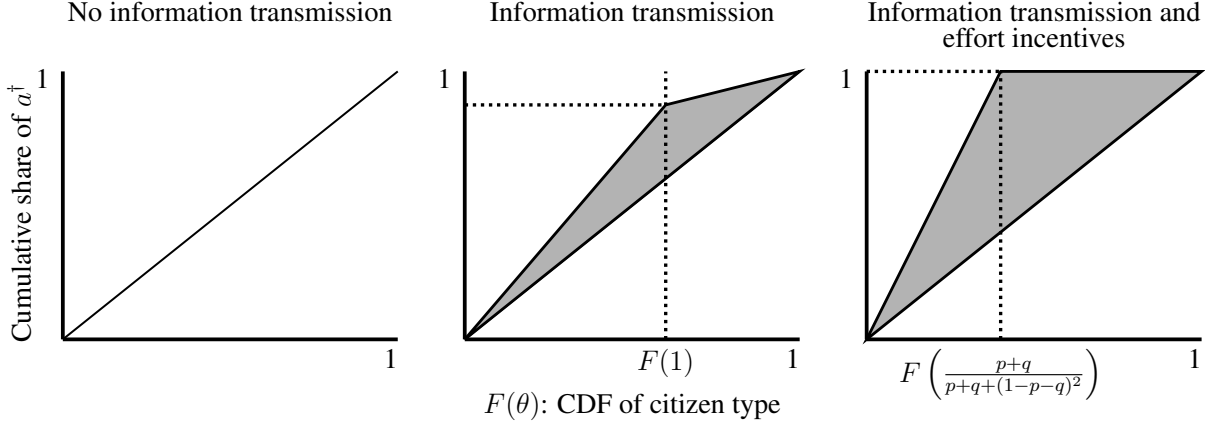 No information transmission
Information transmission
Information transmission and
effort incentives
Cumulative share of a†
1
1
1
F(1)
1
1
F(p+q/p+q+(1−p−q)²)
1
F(θ): CDF of citizen type